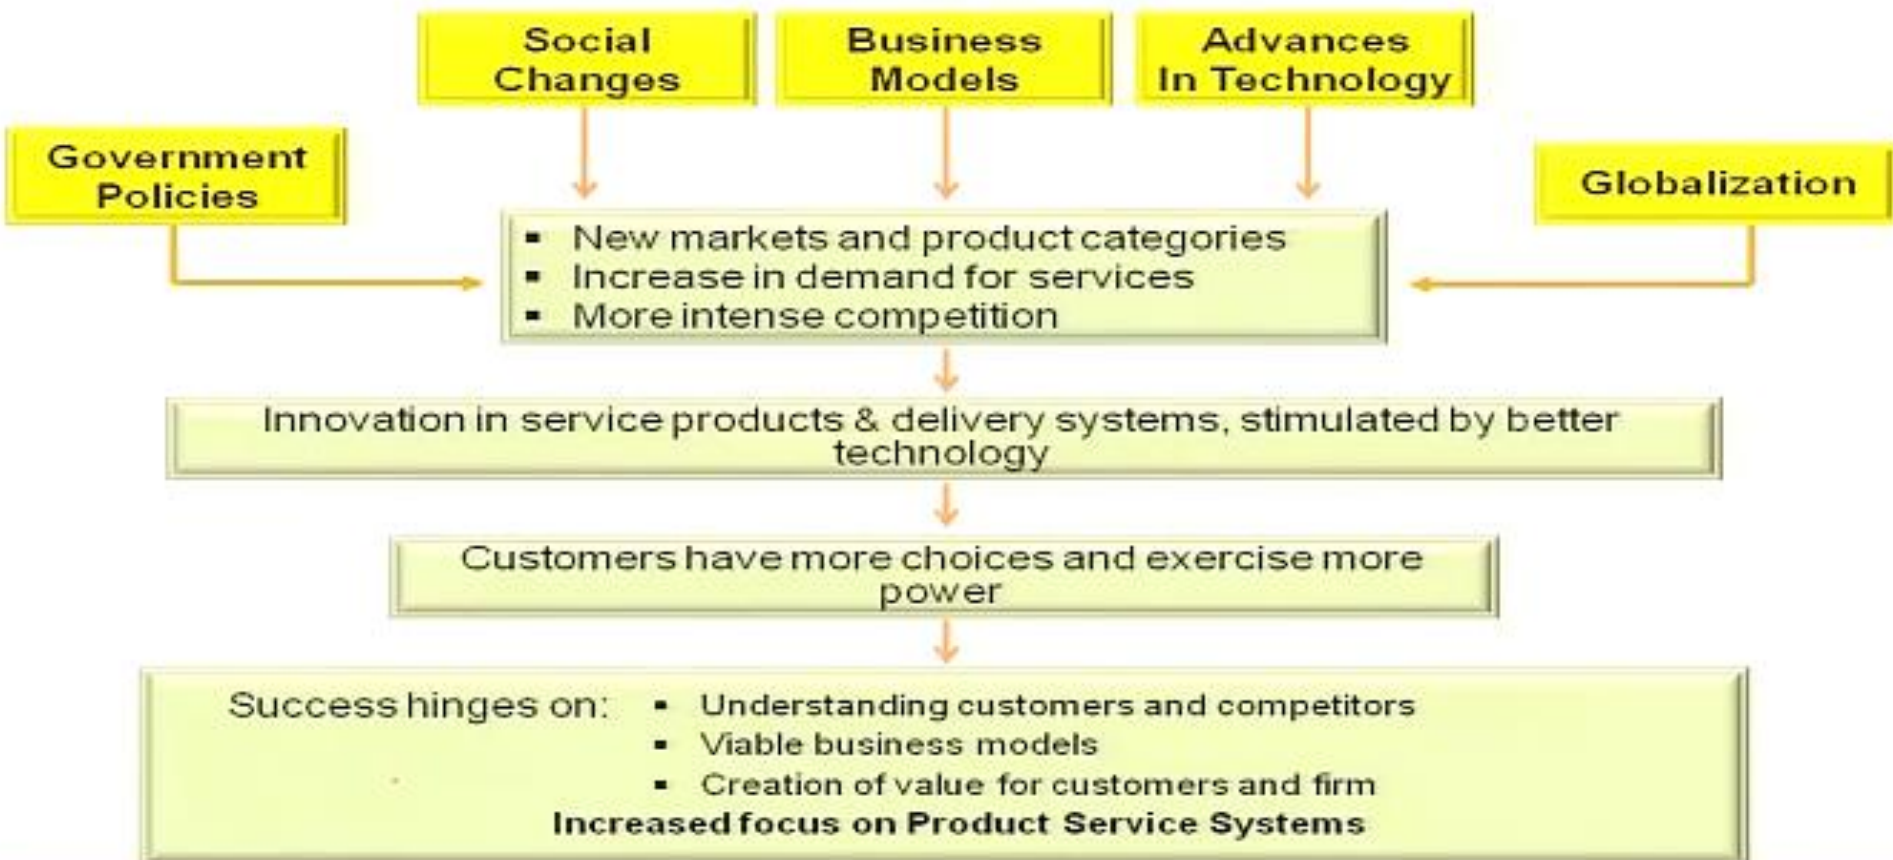 Social
Changes
Business
Models
Advances
In Technology
Government
Policies
Globalization
▪ New markets and product categories
▪ Increase in demand for services
▪ More intense competition
Innovation in service products & delivery systems, stimulated by better
technology
Customers have more choices and exercise more
power
Success hinges on: ▪ Understanding customers and competitors
▪ Viable business models
▪ Creation of value for customers and firm
Increased focus on Product Service Systems